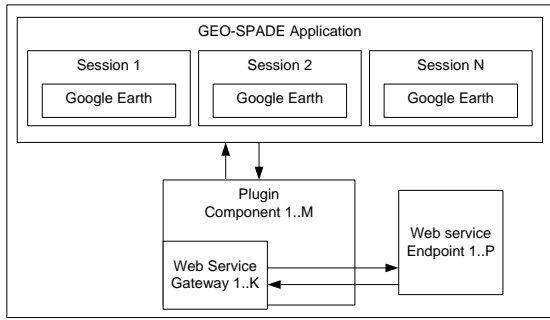 GEO-SPADE Application
Session 1
Session 2
Session N
Google Earth
Google Earth
Google Earth
Plugin
Component 1..M
Web Service
Gateway 1..K
Web service
Endpoint 1..P